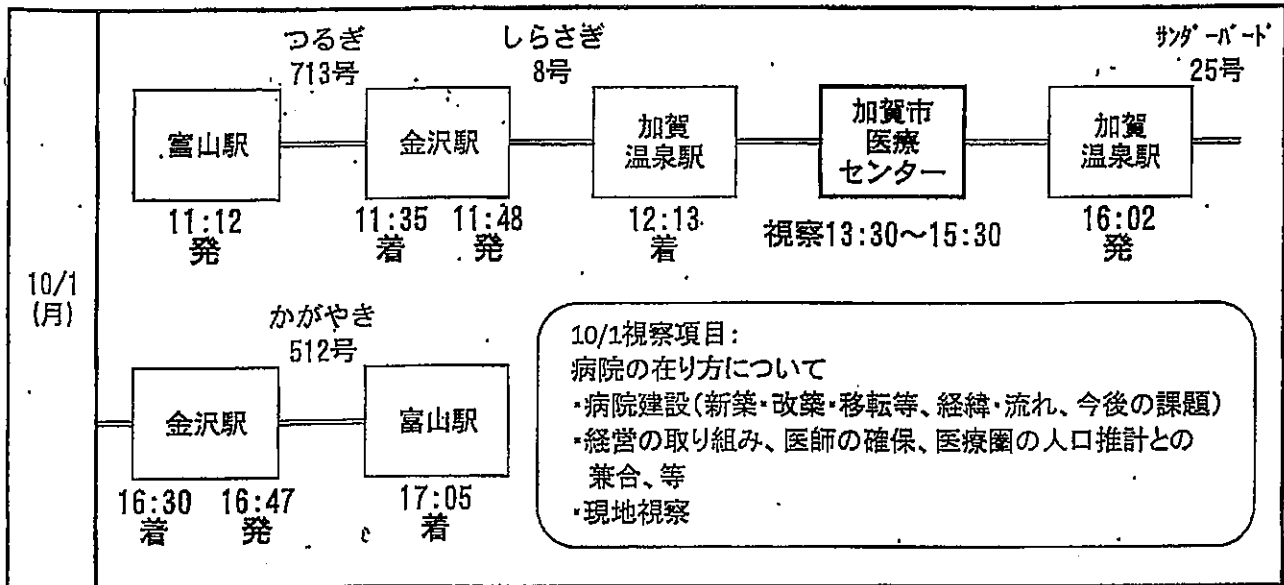 10/1
(月)
つるぎ
713号
しらさぎ
8号
サンダーバード
25号
富山駅
金沢駅
加賀
温泉駅
加賀市
医療
センター
加賀
温泉駅
11:12
発
11:35
着
11:48
発
12:13
着
視察13:30～15:30
16:02
発
かがやき
512号
金沢駅
富山駅
16:30
着
16:47
発
17:05
着
10/1視察項目:
病院の在り方について
・病院建設(新築・改築・移転等、経緯・流れ、今後の課題)
・経営の取り組み、医師の確保、医療圏の人口推計との
兼合、等
・現地視察